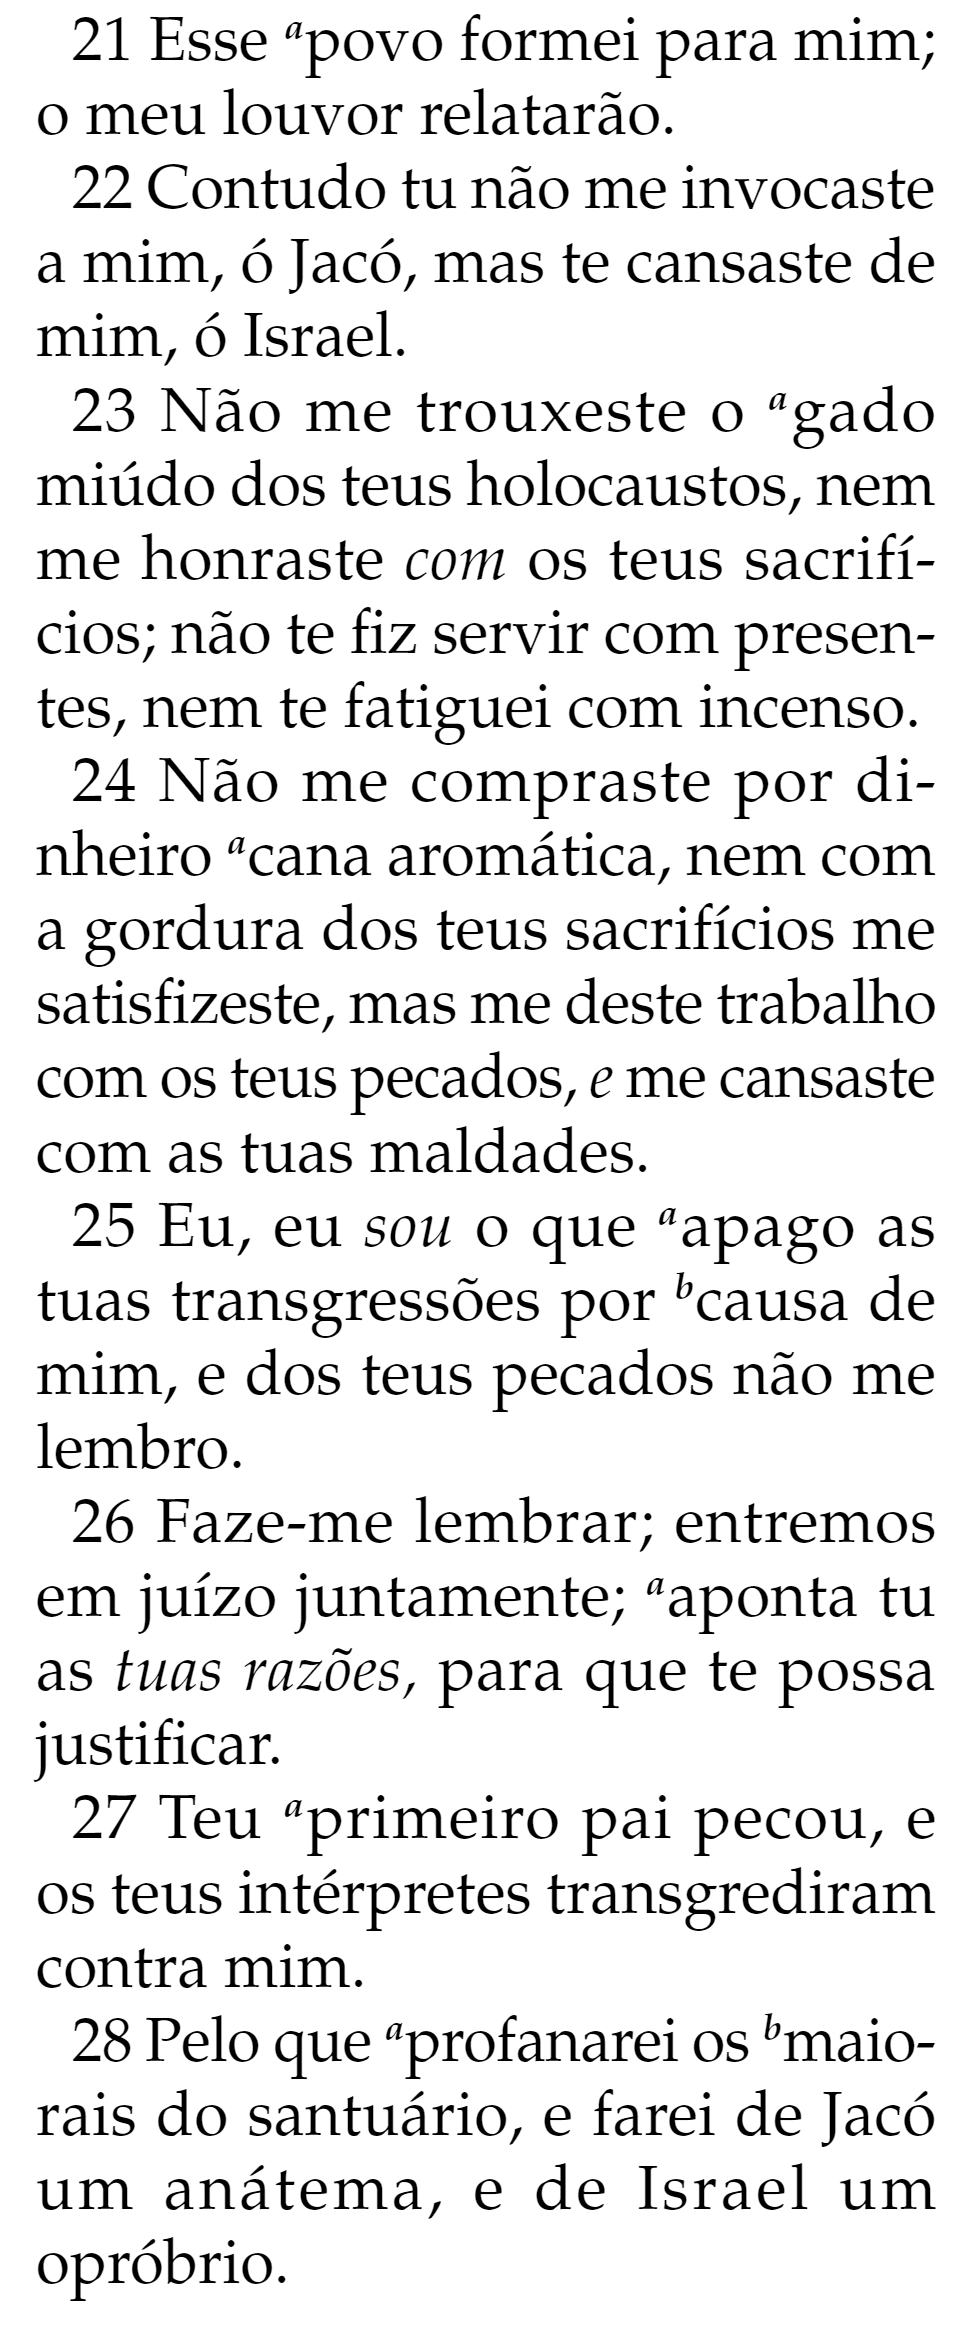 21 Esse ᵃpovo formei para mim;
o meu louvor relatarão.
22 Contudo tu não me invocaste
a mim, ó Jacó, mas te cansaste de
mim, ó Israel.
23 Não me trouxeste o ᵃgado
miúdo dos teus holocaustos, nem
me honraste com os teus sacrifí-
cios; não te fiz servir com presen-
tes, nem te fatiguei com incenso.
24 Não me compraste por di-
nheiro ᵃcana aromática, nem com
a gordura dos teus sacrifícios me
satisfizeste, mas me deste trabalho
com os teus pecados, e me cansaste
com as tuas maldades.
25 Eu, eu sou o que ᵃapago as
tuas transgressões por ᵇcausa de
mim, e dos teus pecados não me
lembro.
26 Faze-me lembrar; entremos
em juízo juntamente; ᵃaponta tu
as tuas razões, para que te possa
justificar.
27 Teu ᵃprimeiro pai pecou, e
os teus intérpretes transgrediram
contra mim.
28 Pelo que ᵃprofanarei os ᵇmaio-
rais do santuário, e farei de Jacó
um anátema, e de Israel um
opróbrio.